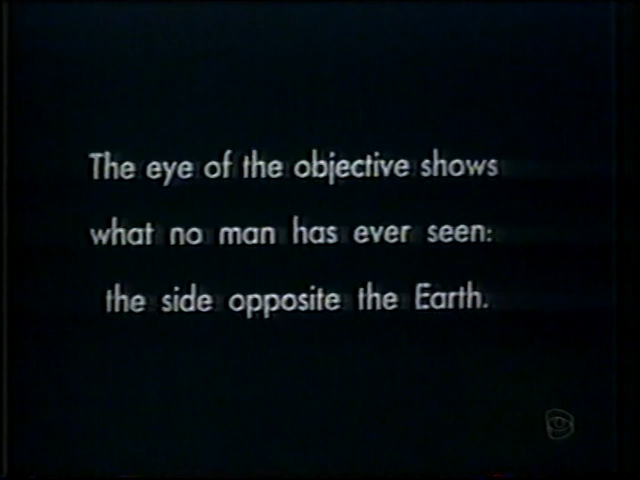 The eye of the objective shows
what no man has ever seen:
the side opposite the Earth.